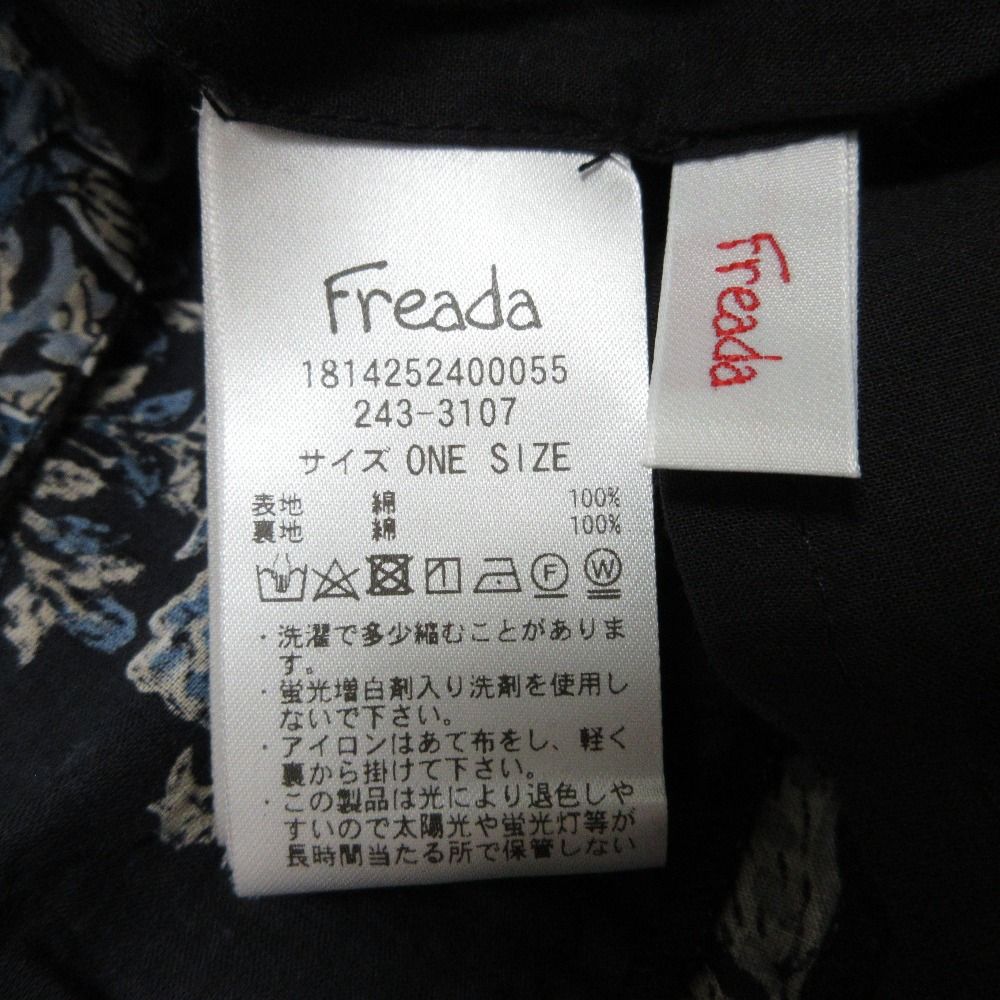 Freada
1814252400055
243-3107
サイズ ONE SIZE
表地 綿 100%
裏地 綿 100%
F W
・洗濯で多少縮むことがありま
す。
・蛍光増白剤入り洗剤を使用し
ないで下さい。
・アイロンはあて布をし、軽く
裏から掛けて下さい。
・この製品は光により退色しや
すいので太陽光や蛍光灯等が
長時間当たる所で保管しない
Freada